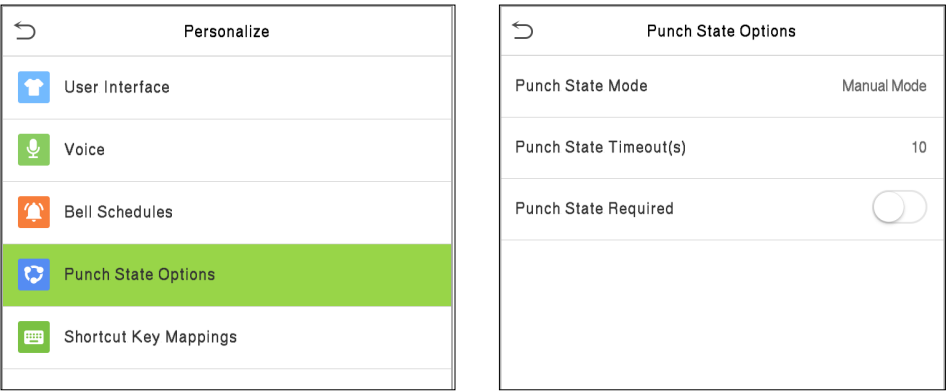 Personalize
User Interface
Voice
Bell Schedules
Punch State Options
Shortcut Key Mappings
Punch State Options
Punch State Mode Manual Mode
Punch State Timeout(s) 10
Punch State Required